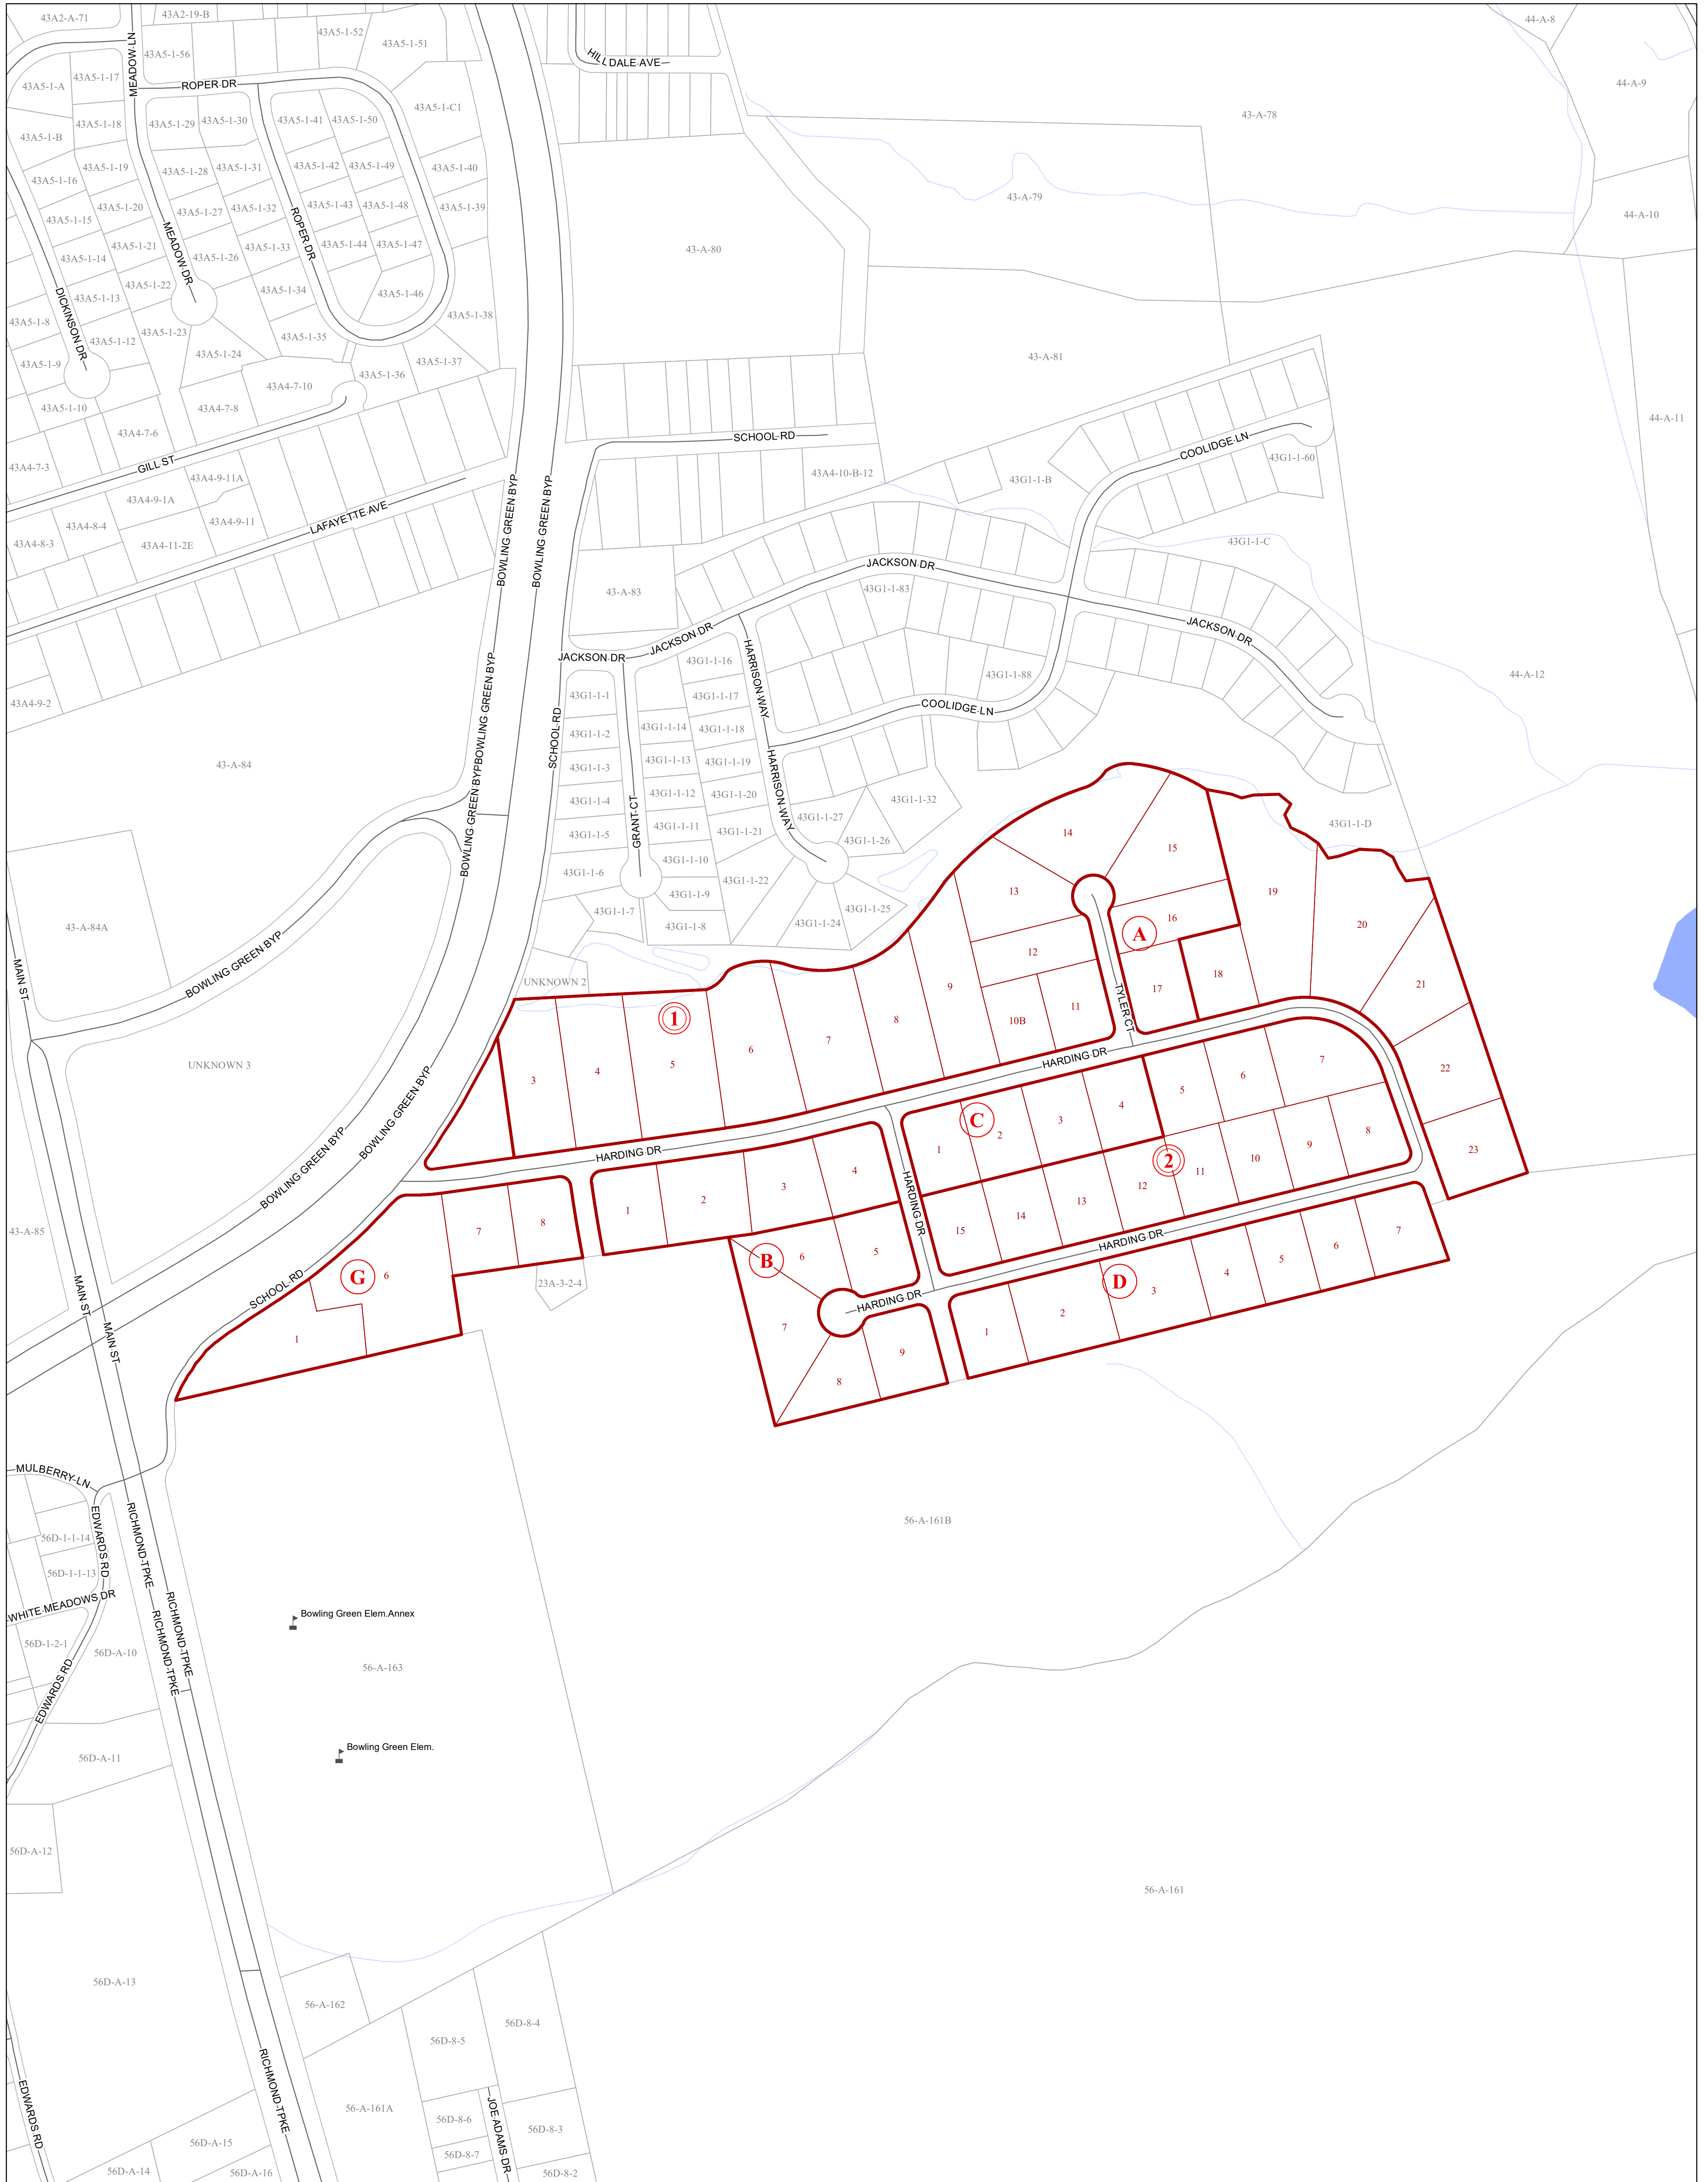 43A2-A-71
43A2-19-B
43A5-1-52
43A5-1-51
44-A-8
43A5-1-56
MEADOW LN
HILLDALE AVE
43A5-1-17
43A5-1-A
ROPER DR
44-A-9
43A5-1-C1
43-A-78
43A5-1-18
43A5-1-29
43A5-1-30
43A5-1-41
43A5-1-50
43A5-1-B
43A5-1-19
43A5-1-28
43A5-1-31
43A5-1-42
43A5-1-49
43A5-1-40
43A5-1-16
43-A-79
43A5-1-20
43A5-1-27
43A5-1-32
43A5-1-43
43A5-1-48
43A5-1-39
43A5-1-15
44-A-10
MEADOW DR
ROPER DR
43A5-1-21
43A5-1-33
43A5-1-44
43A5-1-47
43-A-80
43A5-1-14
43A5-1-26
43A5-1-22
43A5-1-34
43A5-1-46
43A5-1-13
DICKINSON DR
43A5-1-8
43A5-1-23
43A5-1-38
43A5-1-12
43A5-1-35
43A5-1-24
43A5-1-9
43A5-1-37
43-A-81
43A5-1-36
43A4-7-10
43A5-1-10
43A4-7-8
44-A-11
43A4-7-6
SCHOOL RD
COOLIDGE LN
43A4-7-3
GILL ST
43G1-1-60
43A4-9-11A
43A4-10-B-12
43G1-1-B
43A4-9-1A
43A4-8-4
43A4-9-11
LAFAYETTE AVE
BOWLING GREEN BYP
BOWLING GREEN BYP
43A4-8-3
43A4-11-2E
43G1-1-C
JACKSON DR
43-A-83
43G1-1-83
JACKSON DR
JACKSON DR
JACKSON DR
43G1-1-16
HARRISON WAY
43G1-1-88
44-A-12
43G1-1-1
43G1-1-17
43A4-9-2
COOLIDGE LN
BOWLING GREEN BYP
BOWLING GREEN BYP
SCHOOL RD
43G1-1-14
43G1-1-18
43G1-1-2
43-A-84
43G1-1-3
43G1-1-13
43G1-1-19
HARRISON WAY
43G1-1-4
43G1-1-12
43G1-1-20
43G1-1-32
GRANT CT
43G1-1-27
43G1-1-D
43G1-1-5
43G1-1-11
43G1-1-21
14
43G1-1-26
15
43G1-1-6
43G1-1-10
43G1-1-22
43G1-1-9
13
19
43G1-1-7
43G1-1-25
16
43-A-84A
43G1-1-8
43G1-1-24
A
20
12
BOWLING GREEN BYP
MAIN ST
UNKNOWN 2
18
9
17
21
TYLER CT
11
1
8
10B
7
6
HARDING DR
UNKNOWN 3
5
4
3
7
22
6
5
4
C
3
2
1
BOWLING GREEN BYP
BOWLING GREEN BYP
8
9
23
HARDING DR
10
2
11
4
12
3
HARDING DR
13
2
14
1
15
8
7
43-A-85
HARDING DR
7
6
5
6
B
5
4
D
3
G
6
23A-3-2-4
SCHOOL RD
MAIN ST
HARDING DR
2
7
1
1
MAIN ST
9
8
MULBERRY LN
EDWARDS RD
RICHMOND TPKE
56-A-161B
56D-1-1-14
56D-1-1-13
WHITE MEADOWS DR
Bowling Green Elem.Annex
RICHMOND TPKE
RICHMOND TPKE
56D-1-2-1
56D-A-10
56-A-163
EDWARDS RD
Bowling Green Elem.
56D-A-11
56D-A-12
56-A-161
56D-A-13
56-A-162
56D-8-4
56D-8-5
RICHMOND TPKE
EDWARDS RD
56-A-161A
56D-8-6
JOE ADAMS DR
56D-8-3
56D-A-15
56D-8-7
56D-A-14
56D-A-16
56D-8-2